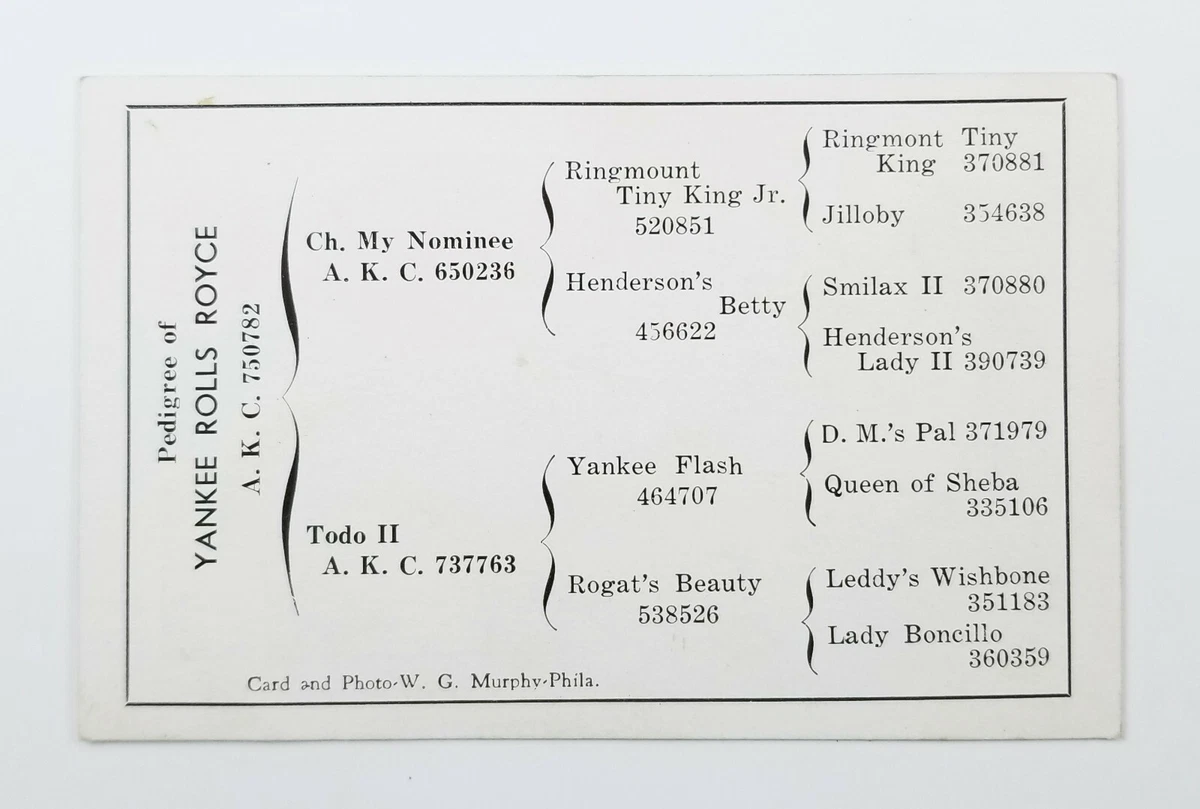 Pedigree of
YANKEE ROLLS ROYCE
A. K. C. 750782
Ch. My Nominee
A. K. C. 650236
Todo II
A. K. C. 737763
Ringmount
Tiny King Jr.
520851
Henderson's
Betty
456622
Yankee Flash
464707
Rogat's Beauty
538526
Ringmont Tiny
King 370881
Jilloby 354638
Smilax II 370880
Henderson's
Lady II 390739
D. M.'s Pal 371979
Queen of Sheba
335106
Leddy's Wishbone
351183
Lady Boncillo
360359
Card and Photo-W. G. Murphy-Phila.